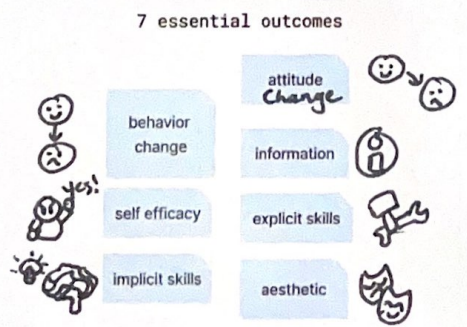 7 essential outcomes
attitude
change
behavior
change
information
yes!
self efficacy
explicit skills
implicit skills
aesthetic